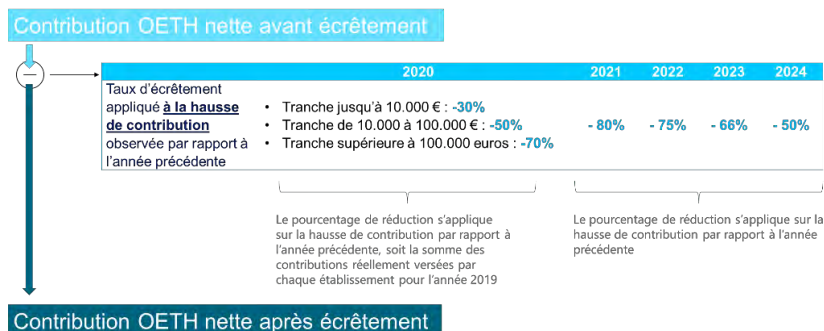 Contribution OETH nette avant écrêtement
2020 2021 2022 2023 2024
Taux d'écrêtement
appliqué à la hausse
de contribution
observée par rapport à
l'année précédente
• Tranche jusqu'à 10.000 € : -30%
• Tranche de 10.000 à 100.000 € : -50%
• Tranche supérieure à 100.000 euros : -70%
- 80% - 75% - 66% - 50%
Le pourcentage de réduction s'applique
sur la hausse de contribution par rapport à
l'année précédente, soit la somme des
contributions réellement versées par
chaque établissement pour l'année 2019
Le pourcentage de réduction s'applique sur la
hausse de contribution par rapport à l'année
précédente
Contribution OETH nette après écrêtement